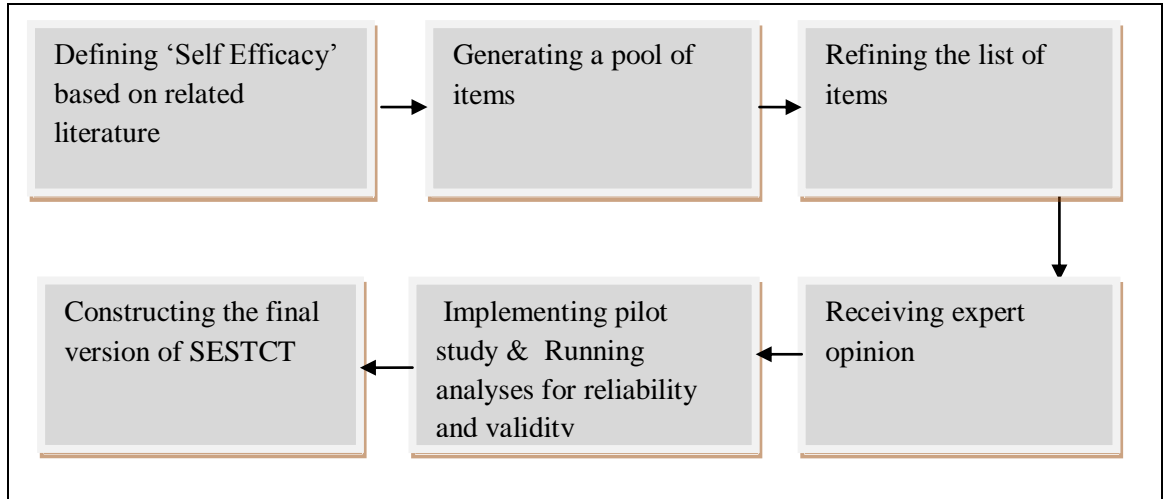 Defining ‘Self Efficacy’
based on related
literature
Generating a pool of
items
Refining the list of
items
Receiving expert
opinion
Implementing pilot
study & Running
analyses for reliability
and validity
Constructing the final
version of SESTCT